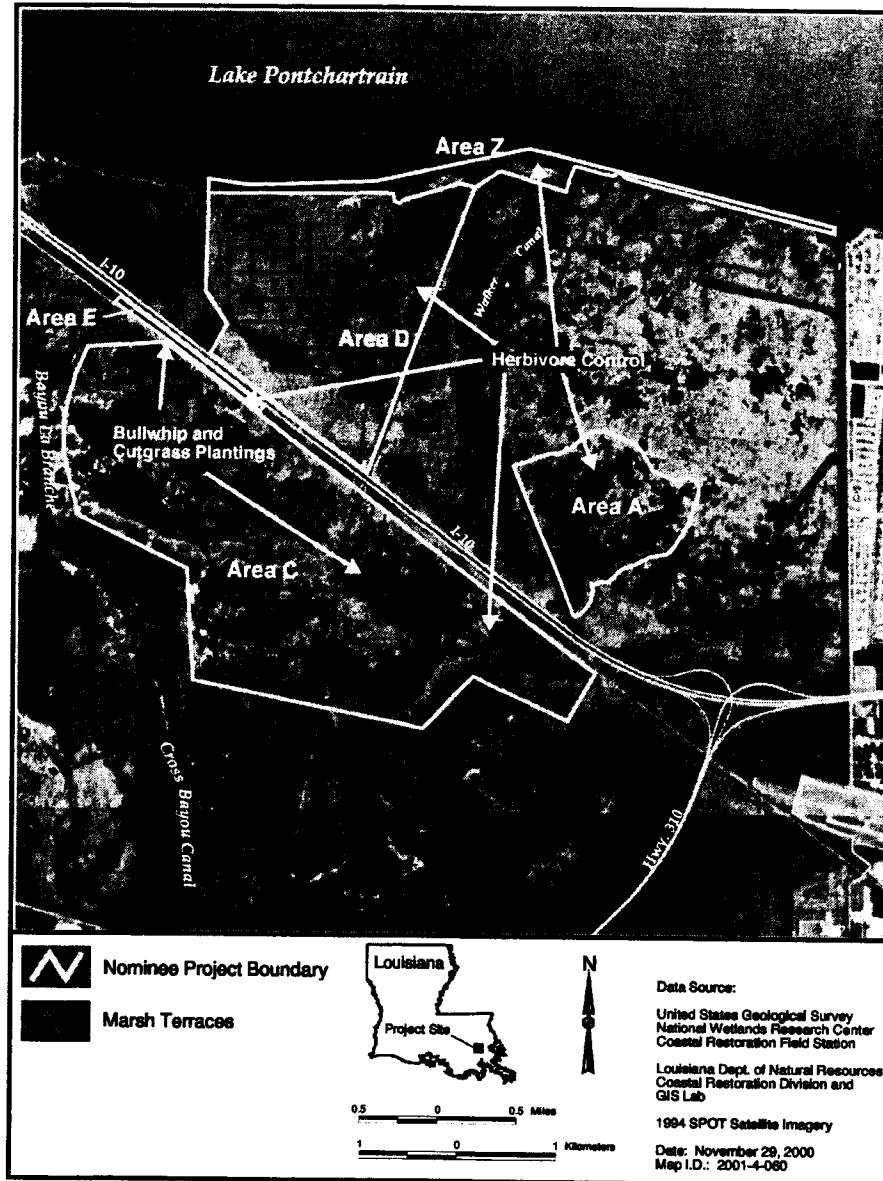 Lake Pontchartrain
Area Z
Walker Canal
I-10
Area E
Area D
Herbivore Control
Bayou La Branche
Bullwhip and
Cutgrass Plantings
Area A
I-10
Area C
Cross Bayou Canal
Hwy. 310
Nominee Project Boundary
Marsh Terraces
Louisiana
Project Site
N
0.5 0 0.5 Miles
1 0 1 Kilometers
Data Source:
United States Geological Survey
National Wetlands Research Center
Coastal Restoration Field Station
Louisiana Dept. of Natural Resources
Coastal Restoration Division and
GIS Lab
1994 SPOT Satellite Imagery
Date: November 29, 2000
Map I.D.: 2001-4-060